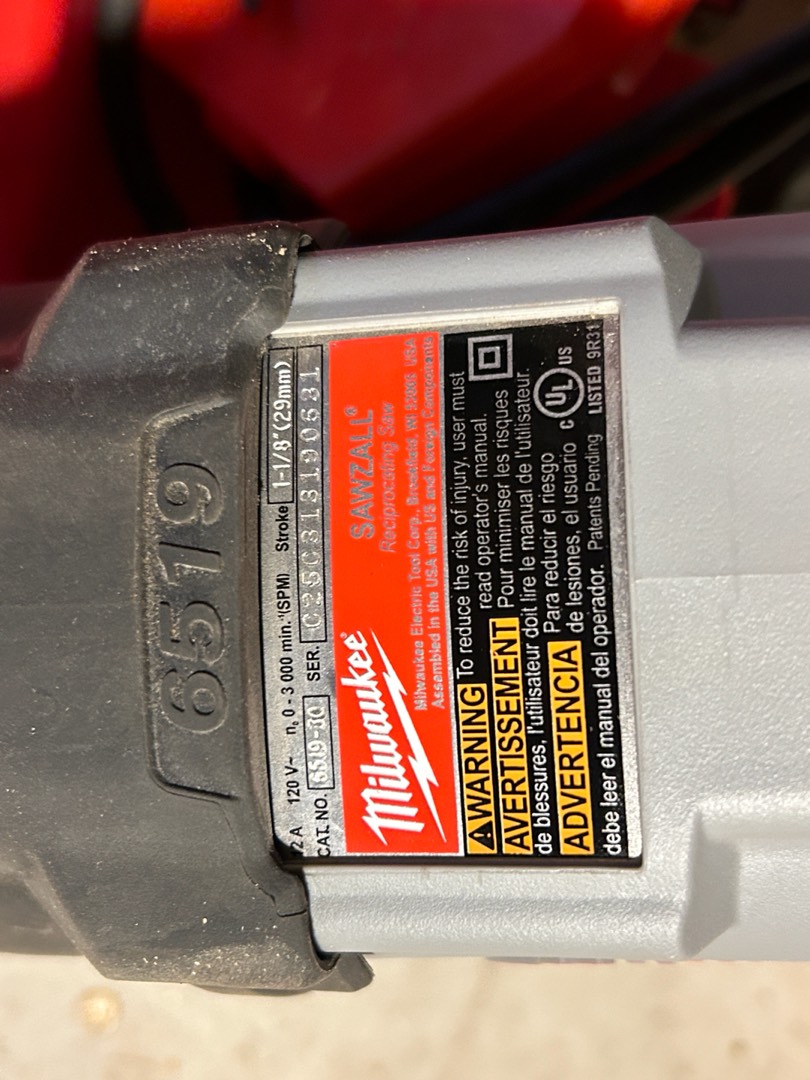 6519
2 A 120 V~ n₀ 0 - 3 000 min.⁻¹(SPM) Stroke 1-1/8"(29mm)
CAT. NO. 6519-30 SER. C25C313190631
Milwaukee® SAWZALL®
Reciprocating Saw
Milwaukee Electric Tool Corp., Brookfield, WI 53005 USA
Assembled in the USA with US and Foreign Components
WARNING To reduce the risk of injury, user must
read operator's manual.
AVERTISSEMENT Pour minimiser les risques
de blessures, l'utilisateur doit lire le manuel de l'utilisateur.
ADVERTENCIA Para reducir el riesgo
de lesiones, el usuario
debe leer el manual del operador. Patents Pending
C UL® US
LISTED 9R31